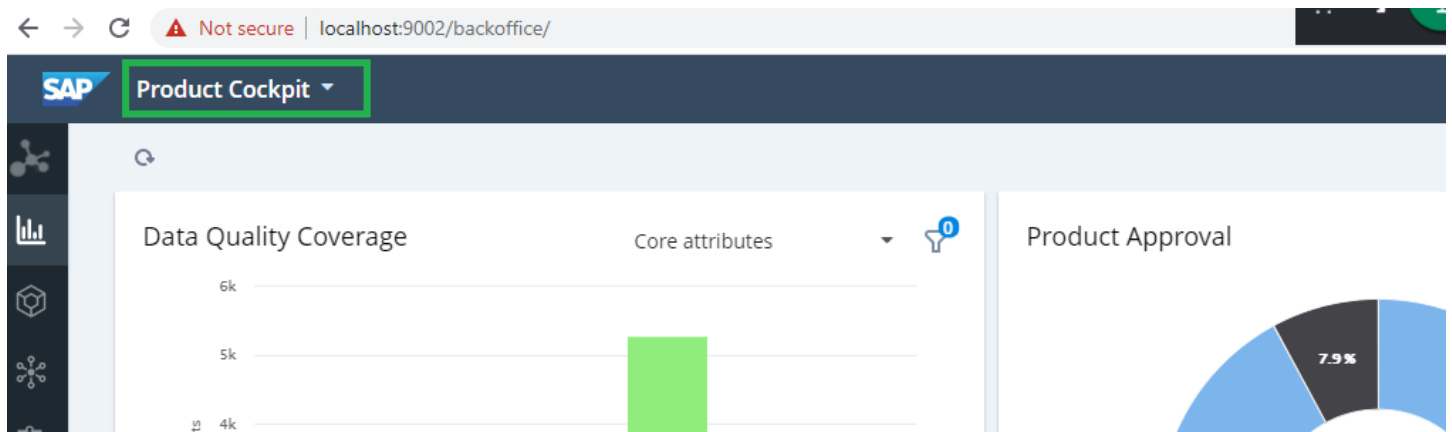 Not secure localhost:9002/backoffice/
SAP Product Cockpit
Data Quality Coverage
Core attributes
0
Product Approval
6k
5k
7.9%
4k